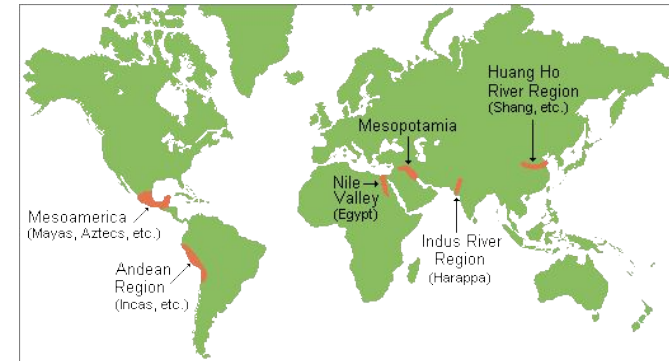 Huang Ho
River Region
(Shang, etc.)
Mesopotamia
Nile
Valley
(Egypt)
Indus River
Region
(Harappa)
Mesoamerica
(Mayas, Aztecs, etc.)
Andean
Region
(Incas, etc.)